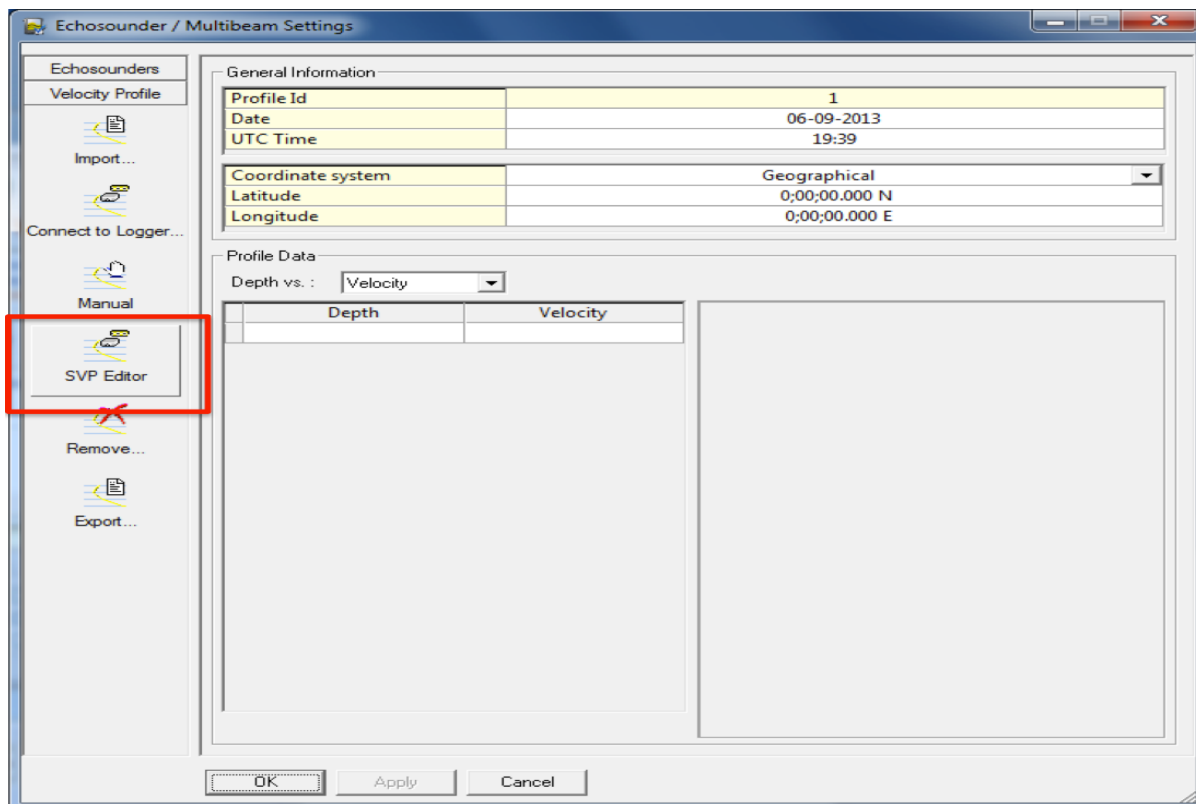 Echosounder / Multibeam Settings
Echosounders
Velocity Profile
Import...
Connect to Logger...
Manual
SVP Editor
Remove...
Export...
General Information
Profile Id 1
Date 06-09-2013
UTC Time 19:39
Coordinate system Geographical
Latitude 0;00;00.000 N
Longitude 0;00;00.000 E
Profile Data
Depth vs. : Velocity
Depth Velocity
OK Apply Cancel